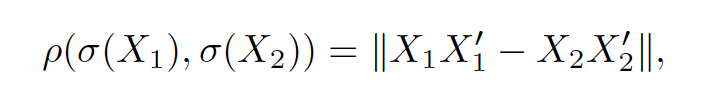 ρ(σ(X₁), σ(X₂)) = ‖X₁X₁′ − X₂X₂′‖,